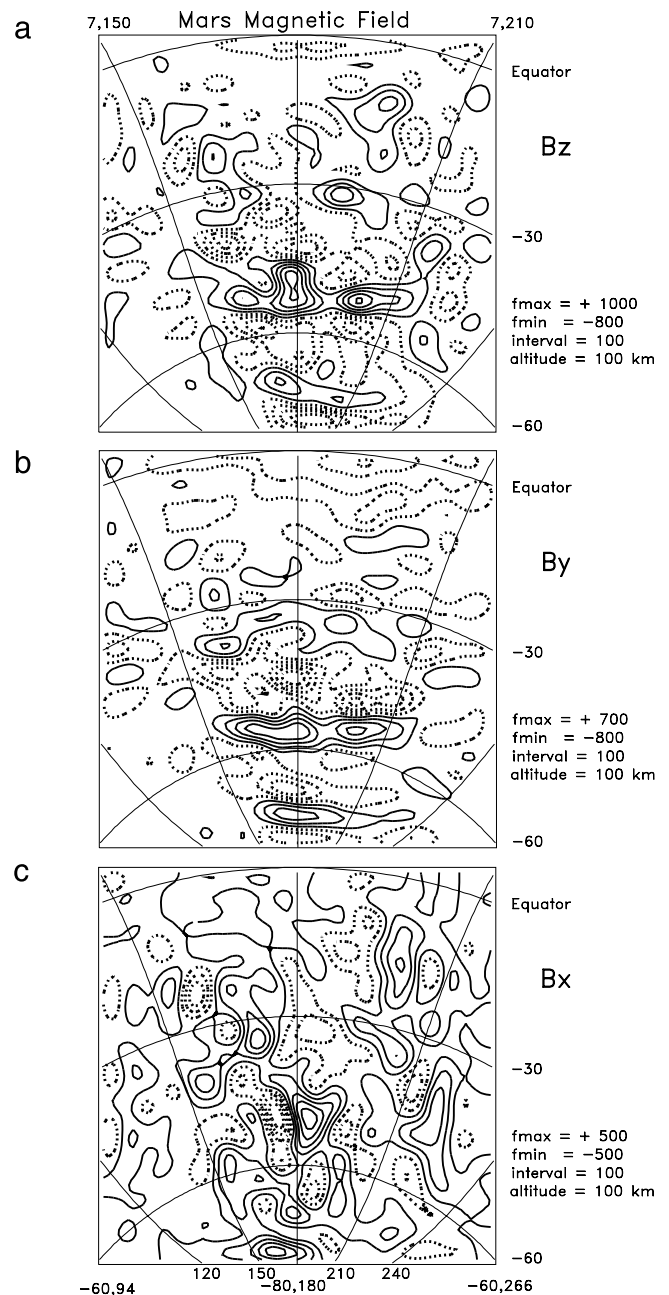 a
7,150
Mars Magnetic Field
7,210
Equator
Bz
−30
fmax = + 1000
fmin = −800
interval = 100
altitude = 100 km
−60
b
Equator
By
−30
fmax = + 700
fmin = −800
interval = 100
altitude = 100 km
−60
c
Equator
Bx
−30
fmax = + 500
fmin = −500
interval = 100
altitude = 100 km
−60
120 150 210 240
−60,94 −80,180 −60,266